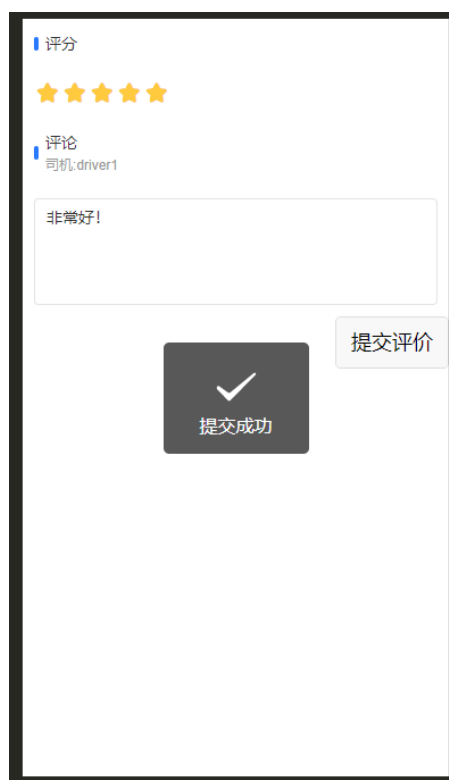 评分
评论
司机:driver1
非常好！
提交评价
提交成功